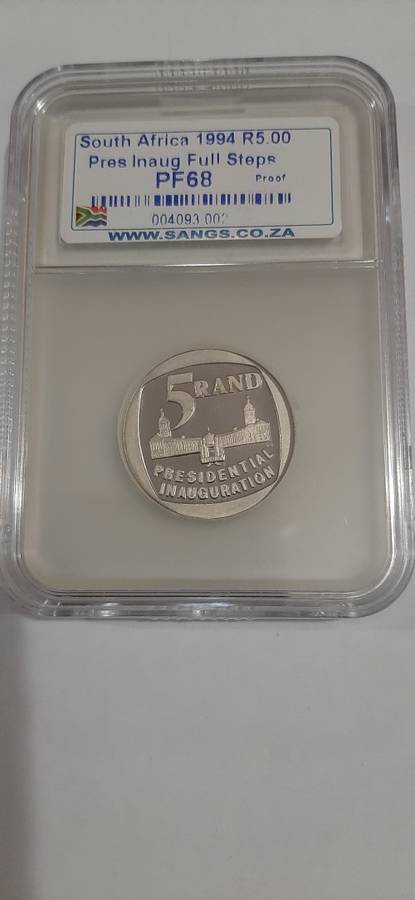 South Africa 1994 R5.00
Pres Inaug Full Steps
PF68 Proof
004093 002
WWW.SANGS.CO.ZA
5 RAND
PRESIDENTIAL
INAUGURATION